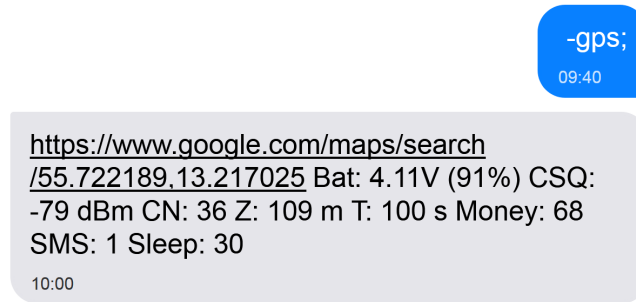 -gps;
09:40
https://www.google.com/maps/search
/55.722189,13.217025 Bat: 4.11V (91%) CSQ:
-79 dBm CN: 36 Z: 109 m T: 100 s Money: 68
SMS: 1 Sleep: 30
10:00